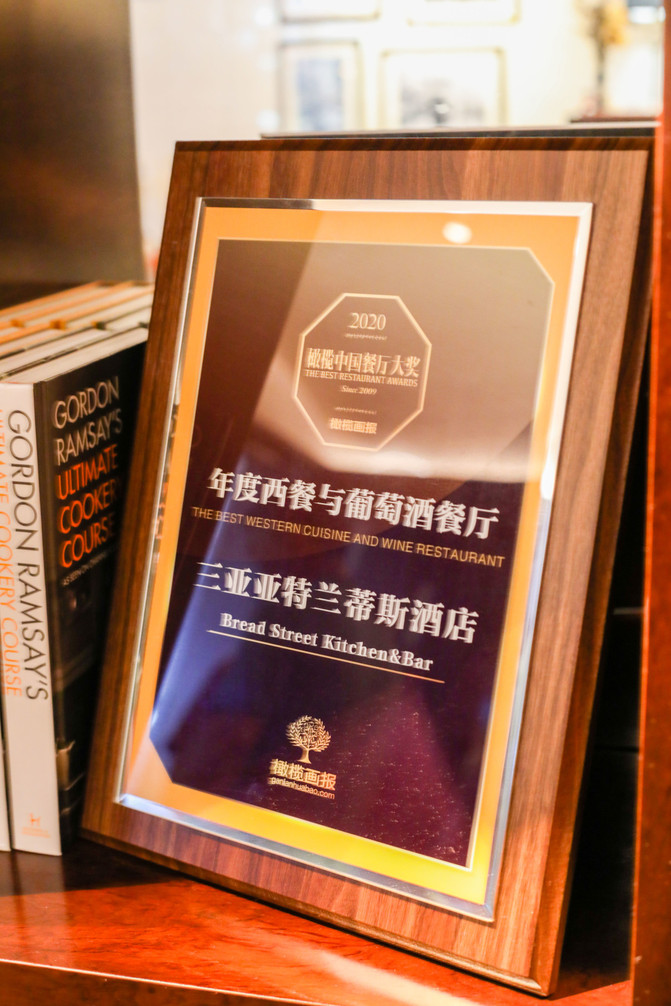 2020
橄榄中国餐厅大奖
THE BEST RESTAURANT AWARDS
Since 2009
橄榄画报
年度西餐与葡萄酒餐厅
THE BEST WESTERN CUISINE AND WINE RESTAURANT
三亚亚特兰蒂斯酒店
Bread Street Kitchen&Bar
橄榄画报
ganlanhuabao.com
GORDON
RAMSAY'S
ULTIMATE
COOKERY
COURSE
GORDON RAMSAY'S
ULTIMATE COOKERY COURSE